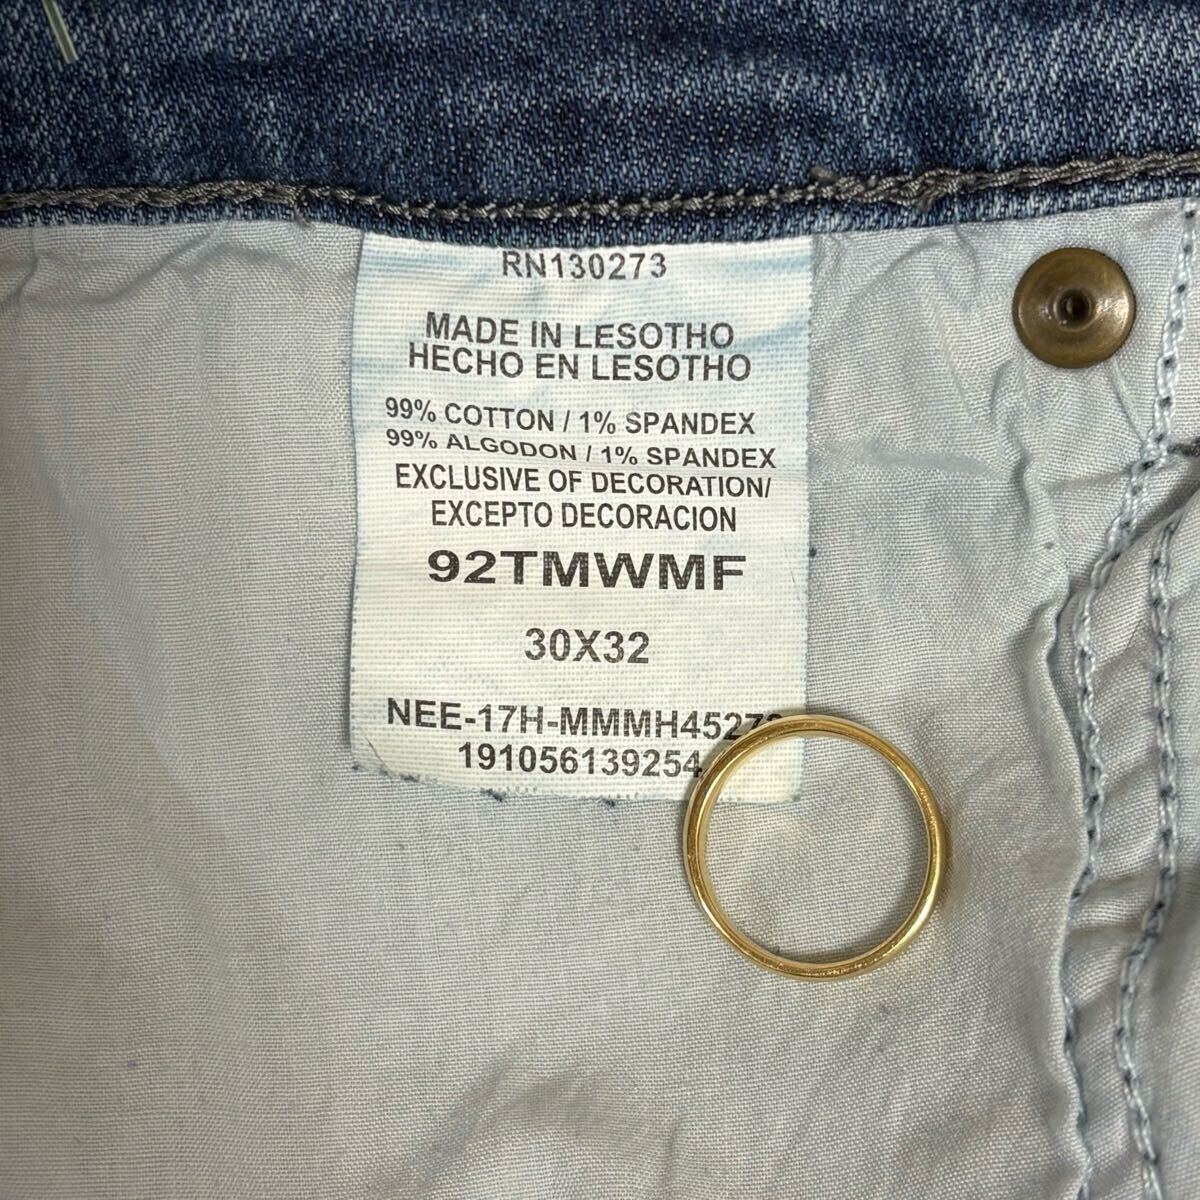 RN130273
MADE IN LESOTHO
HECHO EN LESOTHO
99% COTTON / 1% SPANDEX
99% ALGODON / 1% SPANDEX
EXCLUSIVE OF DECORATION/
EXCEPTO DECORACION
92TMWMF
30X32
191056139254